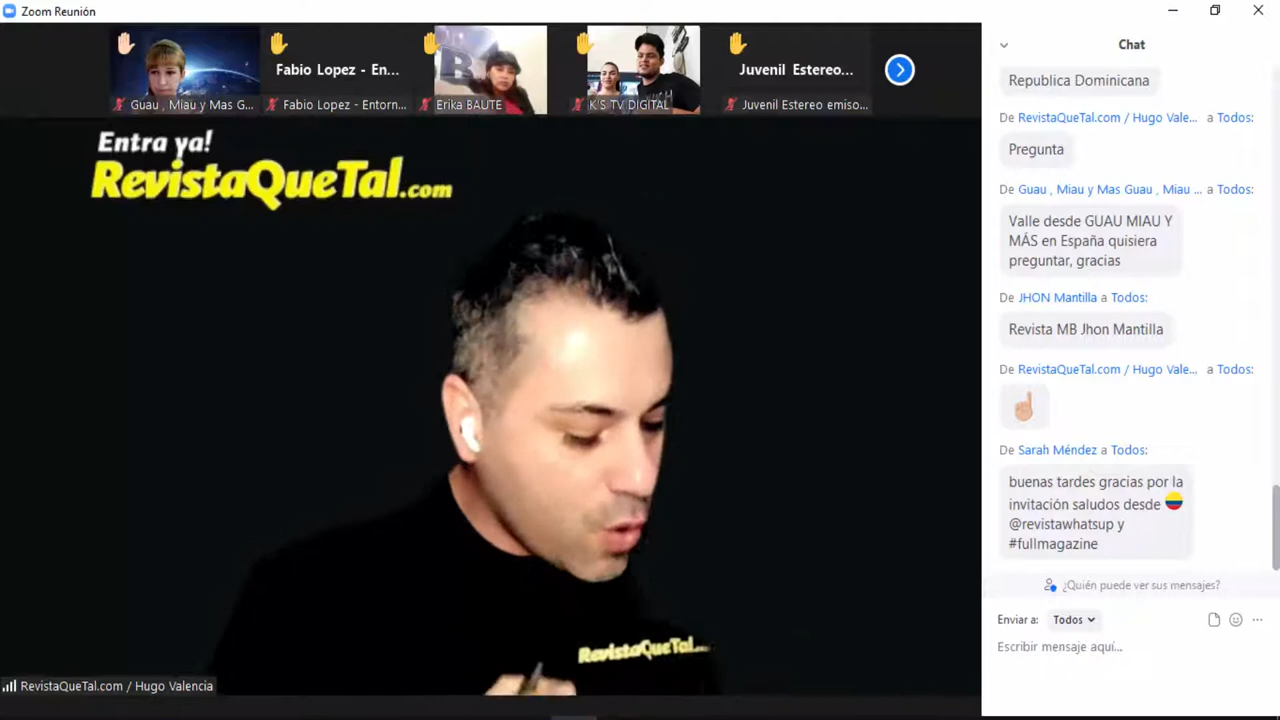 Zoom Reunión
Fabio Lopez - En...
Juvenil Estereo...
Guau , Miau y Mas G...
Fabio Lopez - Entorn...
Erika BAUTE
K'S TV DIGITAL
Juvenil Estereo emiso...
Entra ya!
RevistaQueTal.com
RevistaQueTal...
RevistaQueTal.com / Hugo Valencia
Chat
Republica Dominicana
De RevistaQueTal.com / Hugo Vale... a Todos:
Pregunta
De Guau , Miau y Mas Guau , Miau ... a Todos:
Valle desde GUAU MIAU Y
MÁS en España quisiera
preguntar, gracias
De JHON Mantilla a Todos:
Revista MB Jhon Mantilla
De RevistaQueTal.com / Hugo Vale... a Todos:
☝🏼
De Sarah Méndez a Todos:
buenas tardes gracias por la
invitación saludos desde 🇨🇴
@revistawhatsup y
#fullmagazine
¿Quién puede ver sus mensajes?
Enviar a: Todos
Escribir mensaje aquí...